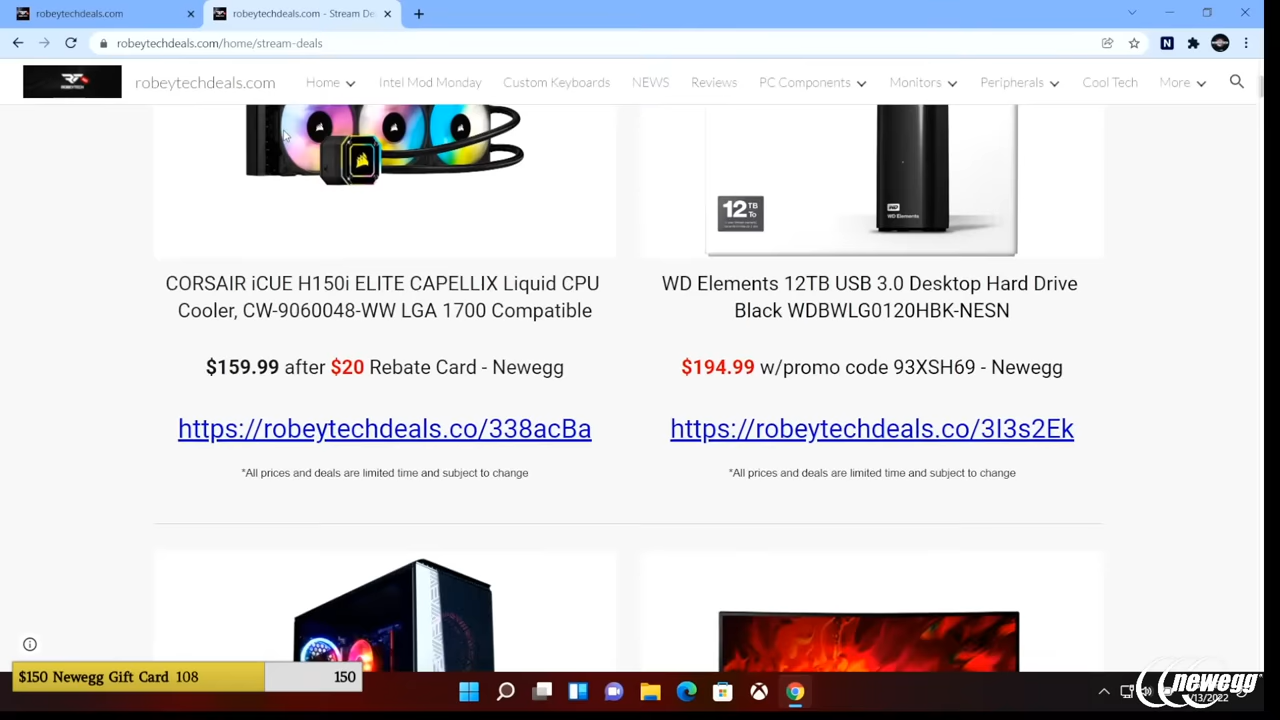 robeytechdeals.com
robeytechdeals.com - Stream De
robeytechdeals.com/home/stream-deals
ROBEYTECH
robeytechdeals.com
Home
Intel Mod Monday
Custom Keyboards
NEWS
Reviews
PC Components
Monitors
Peripherals
Cool Tech
More
12TB
To
WD
WD Elements
CORSAIR iCUE H150i ELITE CAPELLIX Liquid CPU
Cooler, CW-9060048-WW LGA 1700 Compatible
$159.99 after $20 Rebate Card - Newegg
https://robeytechdeals.co/338acBa
*All prices and deals are limited time and subject to change
WD Elements 12TB USB 3.0 Desktop Hard Drive
Black WDBWLG0120HBK-NESN
$194.99 w/promo code 93XSH69 - Newegg
https://robeytechdeals.co/3I3s2Ek
*All prices and deals are limited time and subject to change
$150 Newegg Gift Card 108
150
newegg
/13/2022